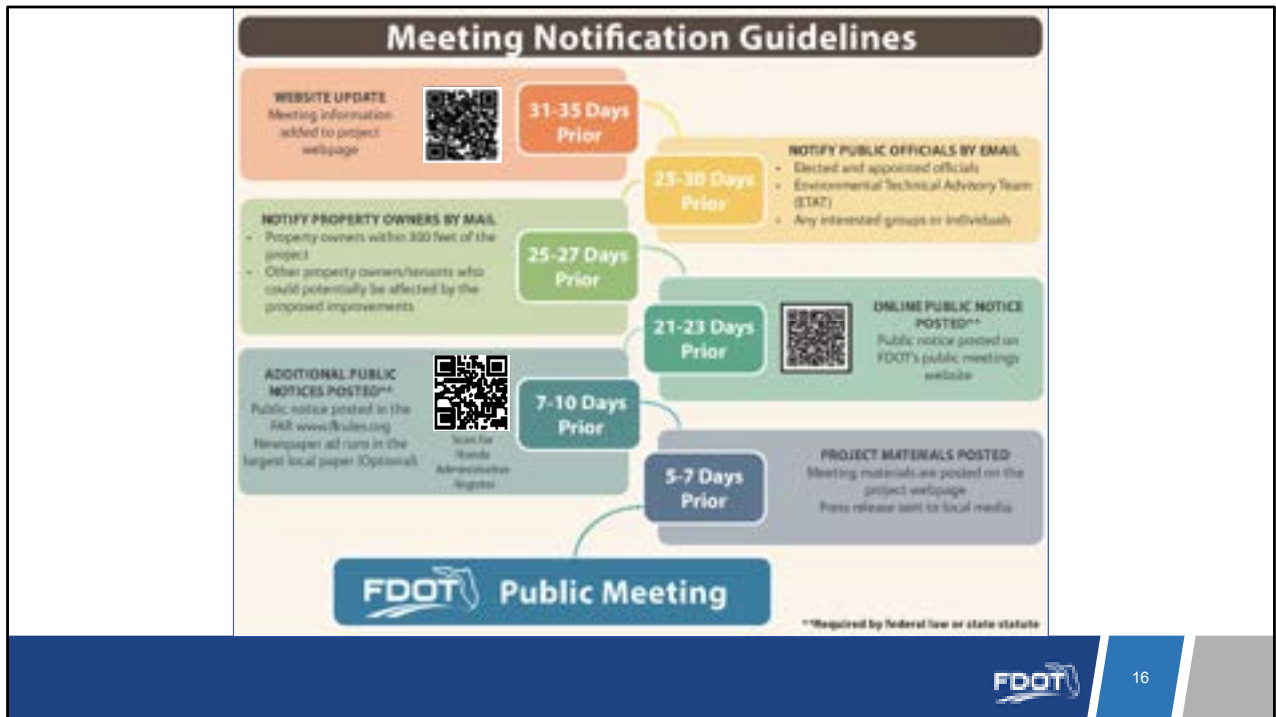 Meeting Notification Guidelines
WEBSITE UPDATE
Meeting information
added to project
webpage
31-35 Days
Prior
25-30 Days
Prior
NOTIFY PUBLIC OFFICIALS BY EMAIL
• Elected and appointed officials
• Environmental Technical Advisory Team
(ETAT)
• Any interested groups or individuals
NOTIFY PROPERTY OWNERS BY MAIL
• Property owners within 300 feet of the
project
• Other property owners/tenants who
could potentially be affected by the
proposed improvements
25-27 Days
Prior
21-23 Days
Prior
ONLINE PUBLIC NOTICE
POSTED**
Public notice posted on
FDOT's public meetings
website
ADDITIONAL PUBLIC
NOTICES POSTED**
Public notice posted in the
FAR www.flrules.org
Newspaper ad runs in the
largest local paper (Optional)
Scan for
Florida
Administrative
Register
7-10 Days
Prior
5-7 Days
Prior
PROJECT MATERIALS POSTED
Meeting materials are posted on the
project webpage
Press release sent to local media
FDOT Public Meeting
**Required by federal law or state statute
FDOT
16